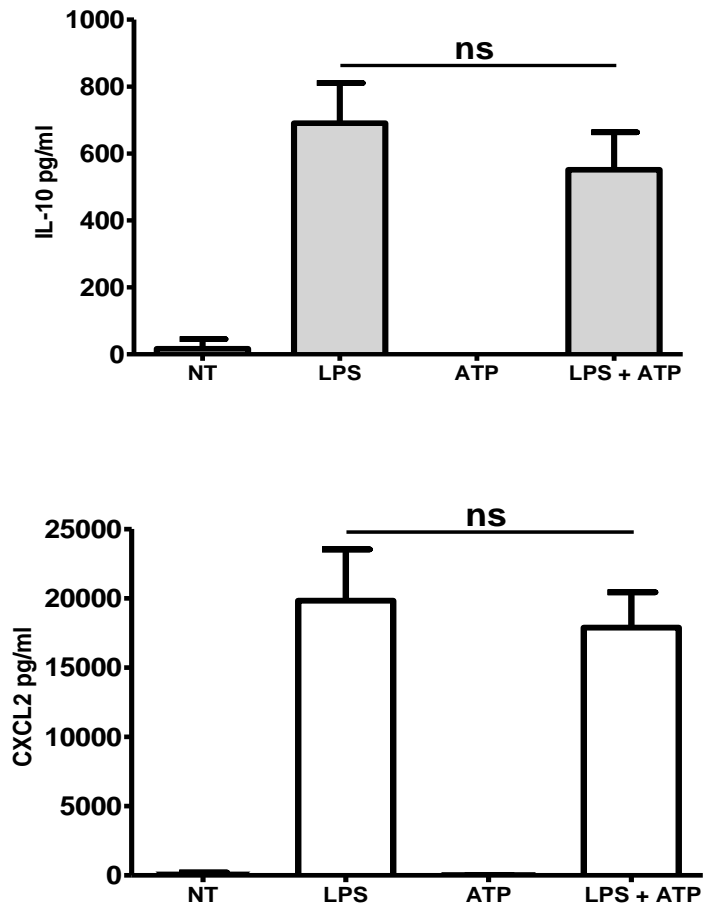 1000
800
600
400
200
0
IL-10 pg/ml
ns
NT LPS ATP LPS + ATP
25000
20000
15000
10000
5000
0
CXCL2 pg/ml
ns
NT LPS ATP LPS + ATP